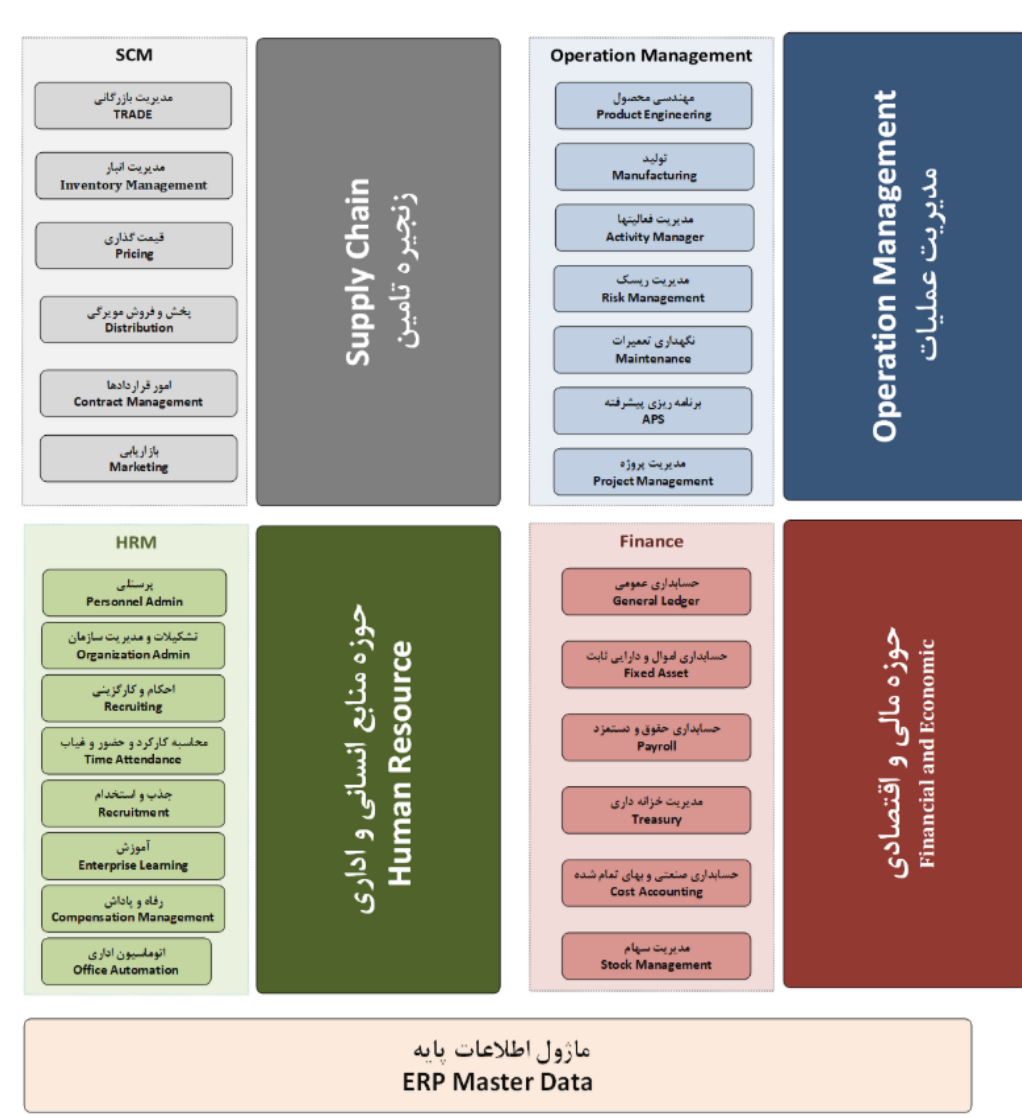 SCM
مدیریت بازرگانی
TRADE
مدیریت انبار
Inventory Management
قیمت گذاری
Pricing
پخش و فروش مویرگی
Distribution
امور قراردادها
Contract Management
بازاریابی
Marketing
Supply Chain
زنجیره تامین
Operation Management
مهندسی محصول
Product Engineering
تولید
Manufacturing
مدیریت فعالیتها
Activity Manager
مدیریت ریسک
Risk Management
نگهداری تعمیرات
Maintenance
برنامه ریزی پیشرفته
APS
مدیریت پروژه
Project Management
Operation Management
مدیریت عملیات
HRM
پرسنلی
Personnel Admin
تشکیلات و مدیریت سازمان
Organization Admin
احکام و کارگزینی
Recruiting
محاسبه کارکرد و حضور و غیاب
Time Attendance
جذب و استخدام
Recruitment
آموزش
Enterprise Learning
رفاه و پاداش
Compensation Management
اتوماسیون اداری
Office Automation
حوزه منابع انسانی و اداری
Human Resource
Finance
حسابداری عمومی
General Ledger
حسابداری اموال و دارایی ثابت
Fixed Asset
حسابداری حقوق و دستمزد
Payroll
مدیریت خزانه داری
Treasury
حسابداری صنعتی و بهای تمام شده
Cost Accounting
مدیریت سهام
Stock Management
حوزه مالی و اقتصادی
Financial and Economic
ماژول اطلاعات پایه
ERP Master Data